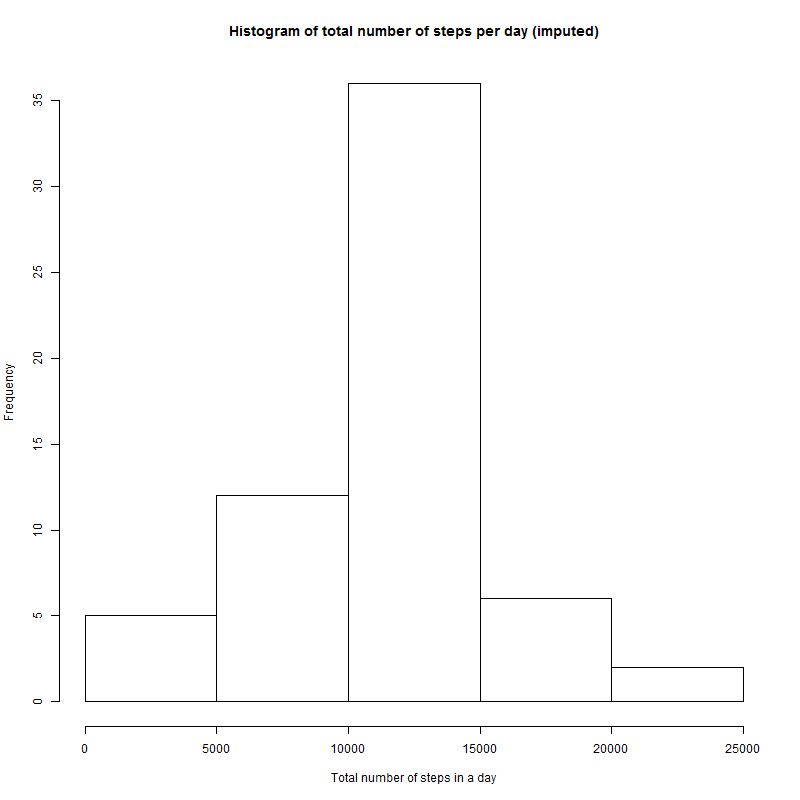 Histogram of total number of steps per day (imputed)
35
30
25
20
15
10
5
0
Frequency
0 5000 10000 15000 20000 25000
Total number of steps in a day